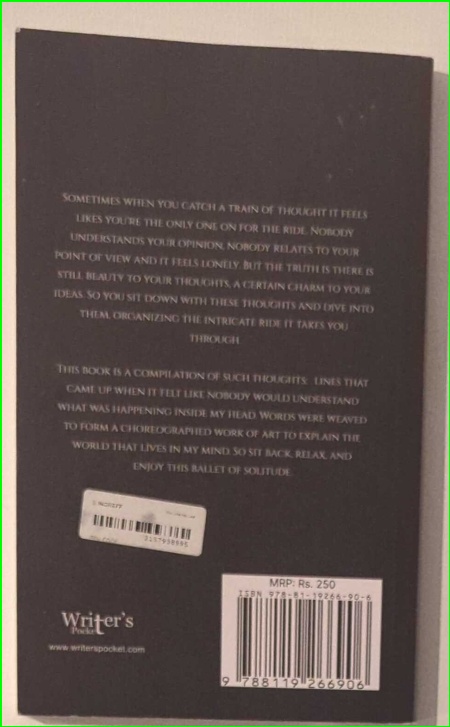 SOMETIMES WHEN YOU CATCH A TRAIN OF THOUGHT IT FEELS
LIKES YOU'RE THE ONLY ONE ON FOR THE RIDE. NOBODY
UNDERSTANDS YOUR OPINION, NOBODY RELATES TO YOUR
POINT OF VIEW AND IT FEELS LONELY. BUT THE TRUTH IS THERE IS
STILL BEAUTY TO YOUR THOUGHTS, A CERTAIN CHARM TO YOUR
IDEAS. SO YOU SIT DOWN WITH THESE THOUGHTS AND DIVE INTO
THEM, ORGANIZING THE INTRICATE RIDE IT TAKES YOU
THROUGH.
THIS BOOK IS A COMPILATION OF SUCH THOUGHTS: LINES THAT
CAME UP WHEN IT FELT LIKE NOBODY WOULD UNDERSTAND
WHAT WAS HAPPENING INSIDE MY HEAD. WORDS WERE WEAVED
TO FORM A CHOREOGRAPHED WORK OF ART TO EXPLAIN THE
WORLD THAT LIVES IN MY MIND. SO SIT BACK, RELAX, AND
ENJOY THIS BALLET OF SOLITUDE.
MRP: Rs. 250
ISBN 978-81-19266-90-6
9 788119 266906
Writer's
Pocket
www.writerspocket.com